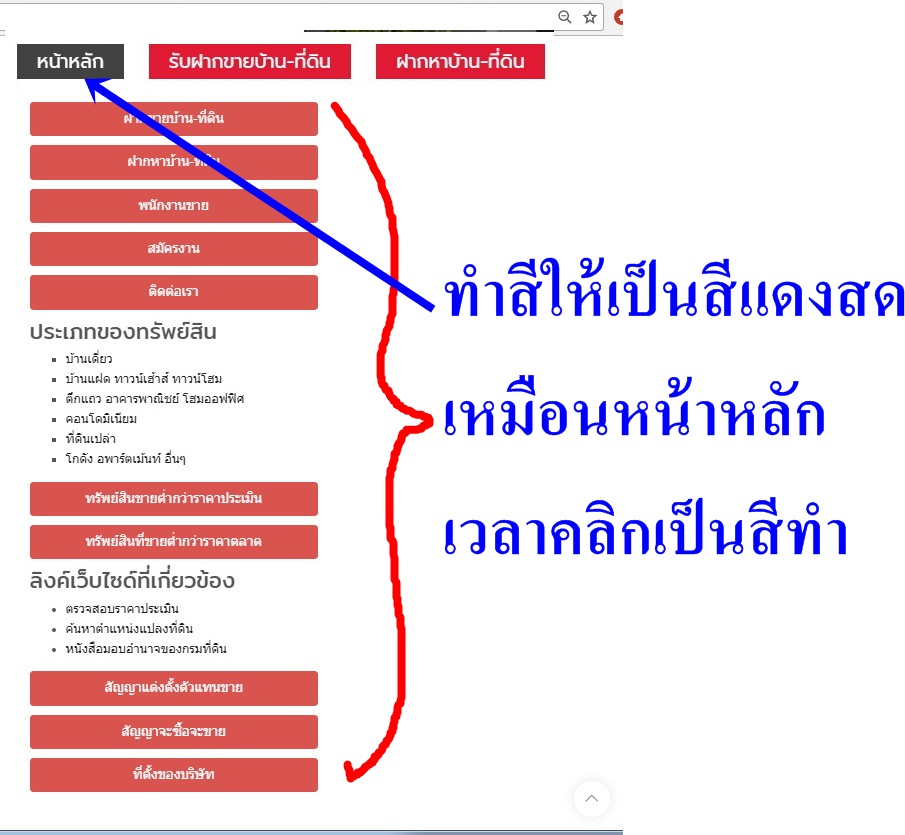 หน้าหลัก รับฝากขายบ้าน-ที่ดิน ฝากหาบ้าน-ที่ดิน
ฝากขายบ้าน-ที่ดิน
ฝากหาบ้าน-ที่ดิน
พนักงานขาย
สมัครงาน
ติดต่อเรา
ทำสีให้เป็นสีแดงสด
ประเภทของทรัพย์สิน
บ้านเดี่ยว
บ้านแฝด ทาวน์เฮ้าส์ ทาวน์โฮม
ตึกแถว อาคารพาณิชย์ โฮมออฟฟิศ
คอนโดมิเนียม
เหมือนหน้าหลัก
ที่ดินเปล่า
โกดัง อพาร์ตเม้นท์ อื่นๆ
ทรัพย์สินขายต่ำกว่าราคาประเมิน
เวลาคลิกเป็นสีทำ
ทรัพย์สินที่ขายต่ำกว่าราคาตลาด
ลิงค์เว็บไซด์ที่เกี่ยวข้อง
ตรวจสอบราคาประเมิน
ค้นหาตำแหน่งแปลงที่ดิน
หนังสือมอบอำนาจของกรมที่ดิน
สัญญาแต่งตั้งตัวแทนขาย
สัญญาจะซื้อจะขาย
ที่ตั้งของบริษัท